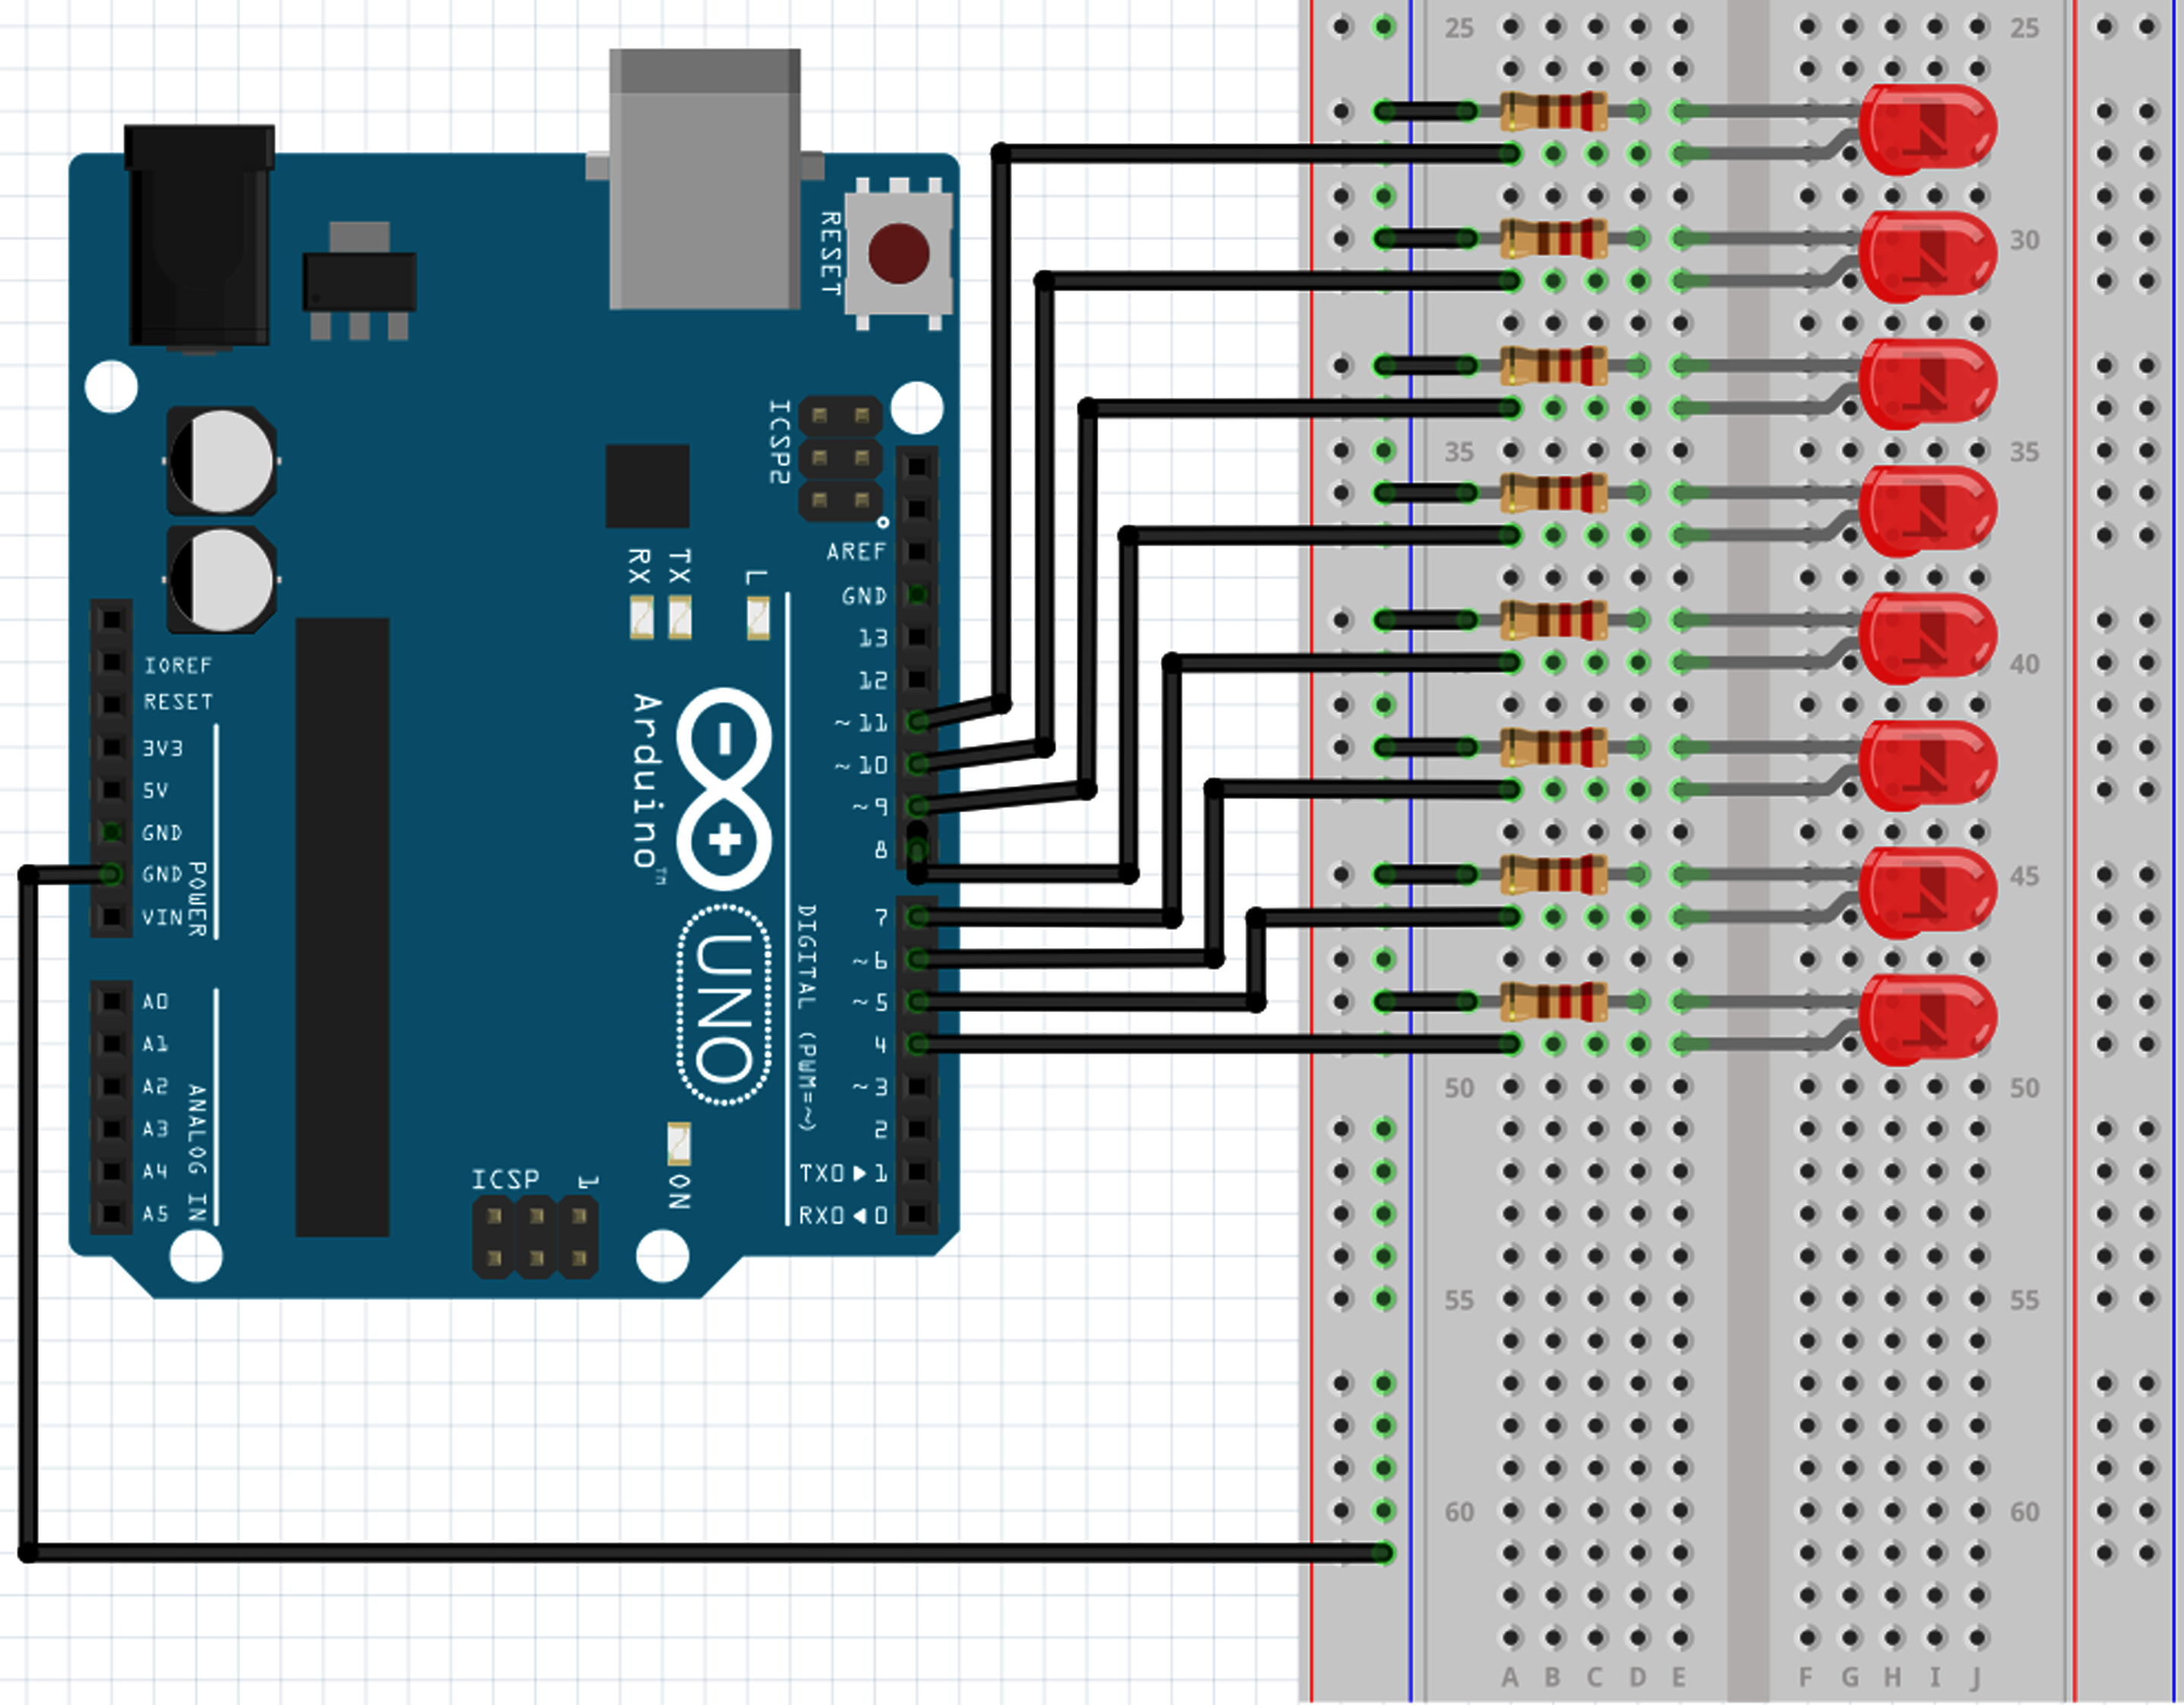 RESET
ICSP2
AREF
GND
13
12
~11
~10
~9
8
7
~6
~5
4
~3
2
TX0▶1
RX0◀0
RX
TX
L
Arduino™
UNO
DIGITAL (PWM=~)
IOREF
RESET
3V3
5V
GND
GND
VIN
POWER
A0
A1
A2
A3
A4
A5
ANALOG IN
ICSP
1
ON
25
35
45
50
55
60
25
30
35
40
45
50
55
60
A B C D E F G H I J